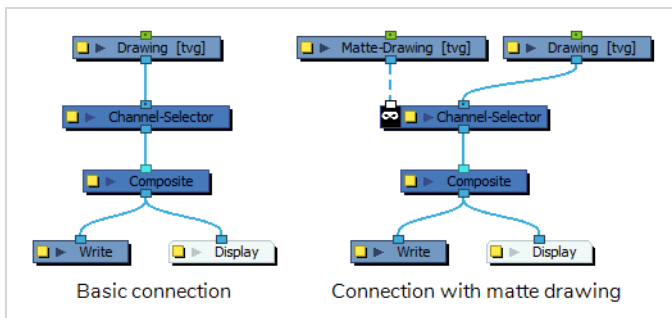 Drawing [tvg]
Channel-Selector
Composite
Write
Display
Basic connection
Matte-Drawing [tvg]
Drawing [tvg]
Channel-Selector
Composite
Write
Display
Connection with matte drawing